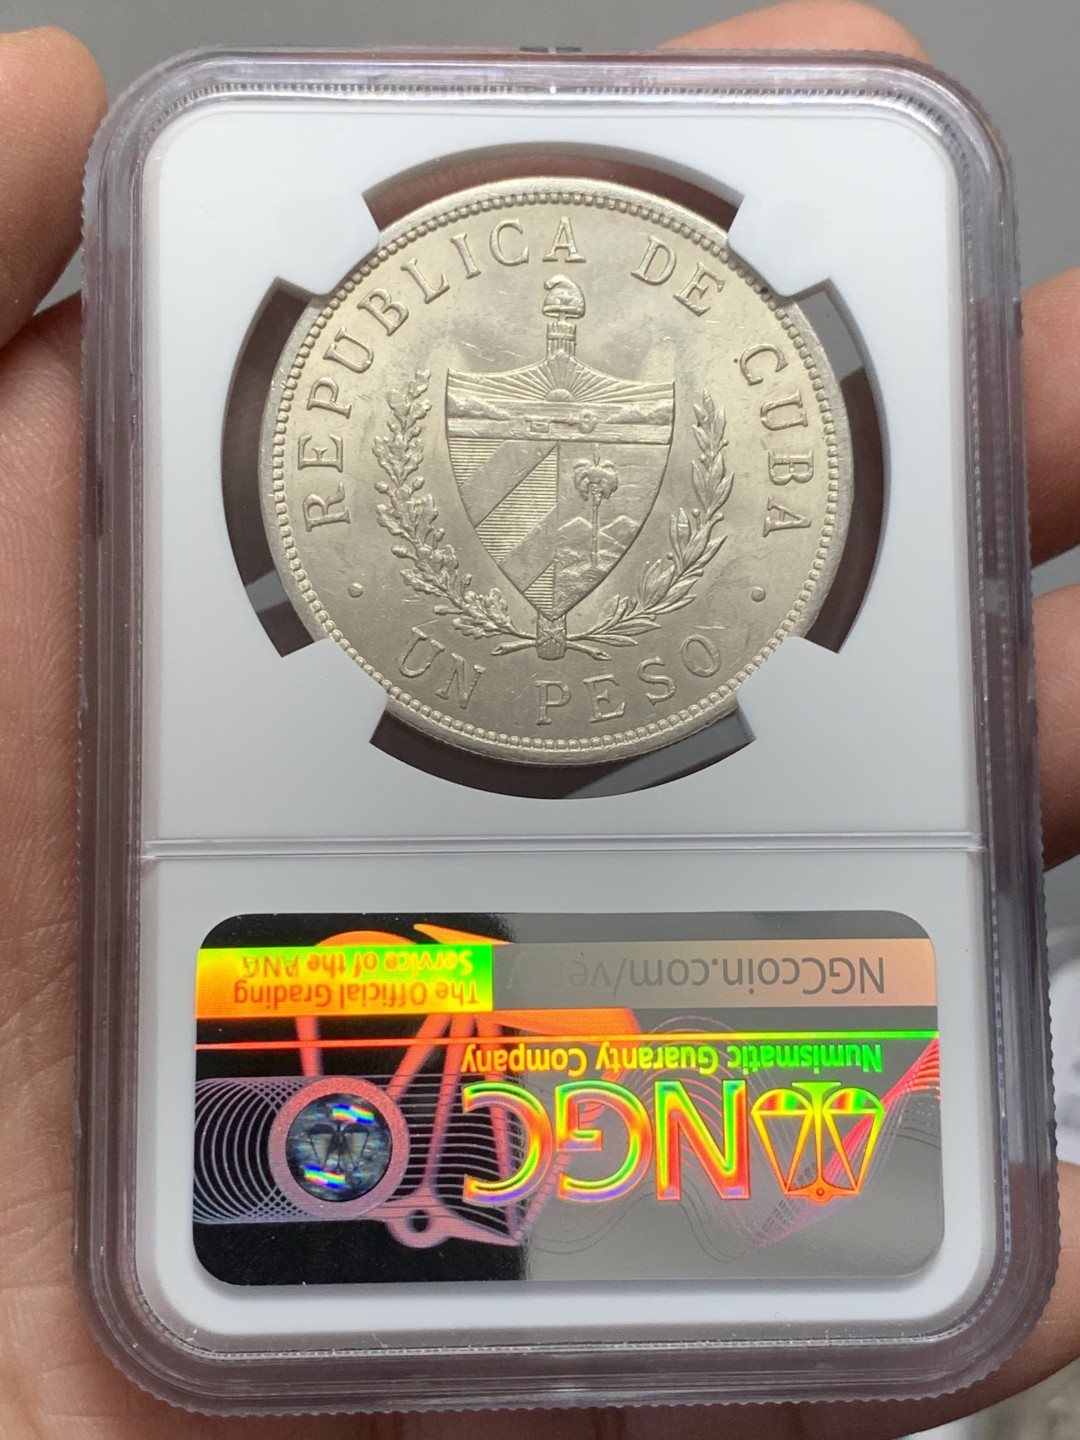 REPUBLICA DE CUBA
UN PESO
The Official Grading
Service of the PNG
NGCcoin.com/ve
Numismatic Guaranty Company
NGC